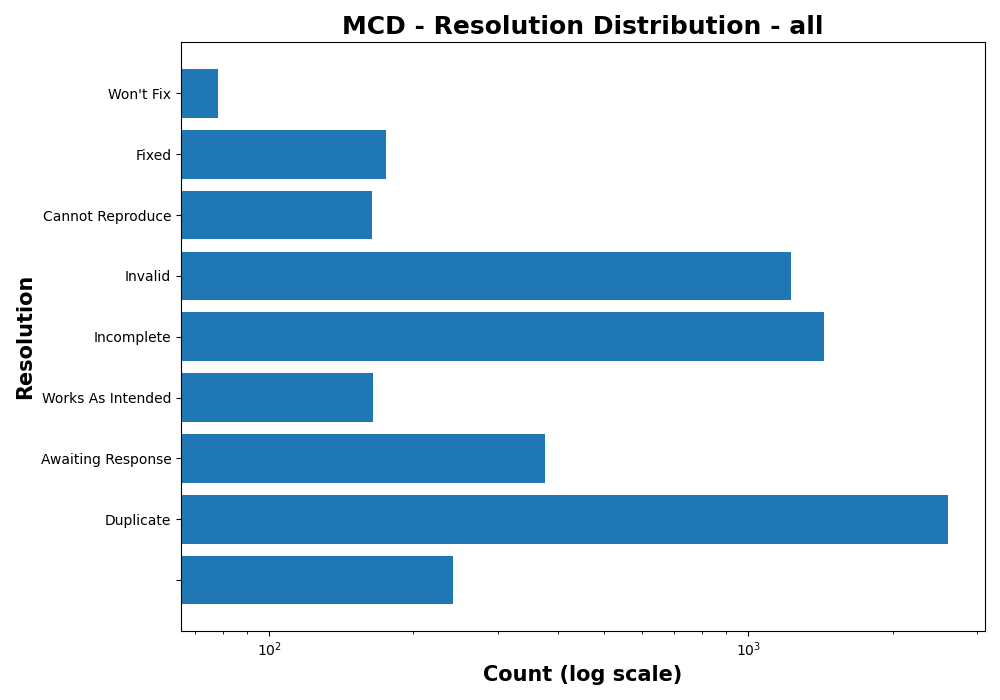 MCD - Resolution Distribution - all
Won't Fix
Fixed
Cannot Reproduce
Invalid
Incomplete
Works As Intended
Awaiting Response
Duplicate
Resolution
10²
10³
Count (log scale)